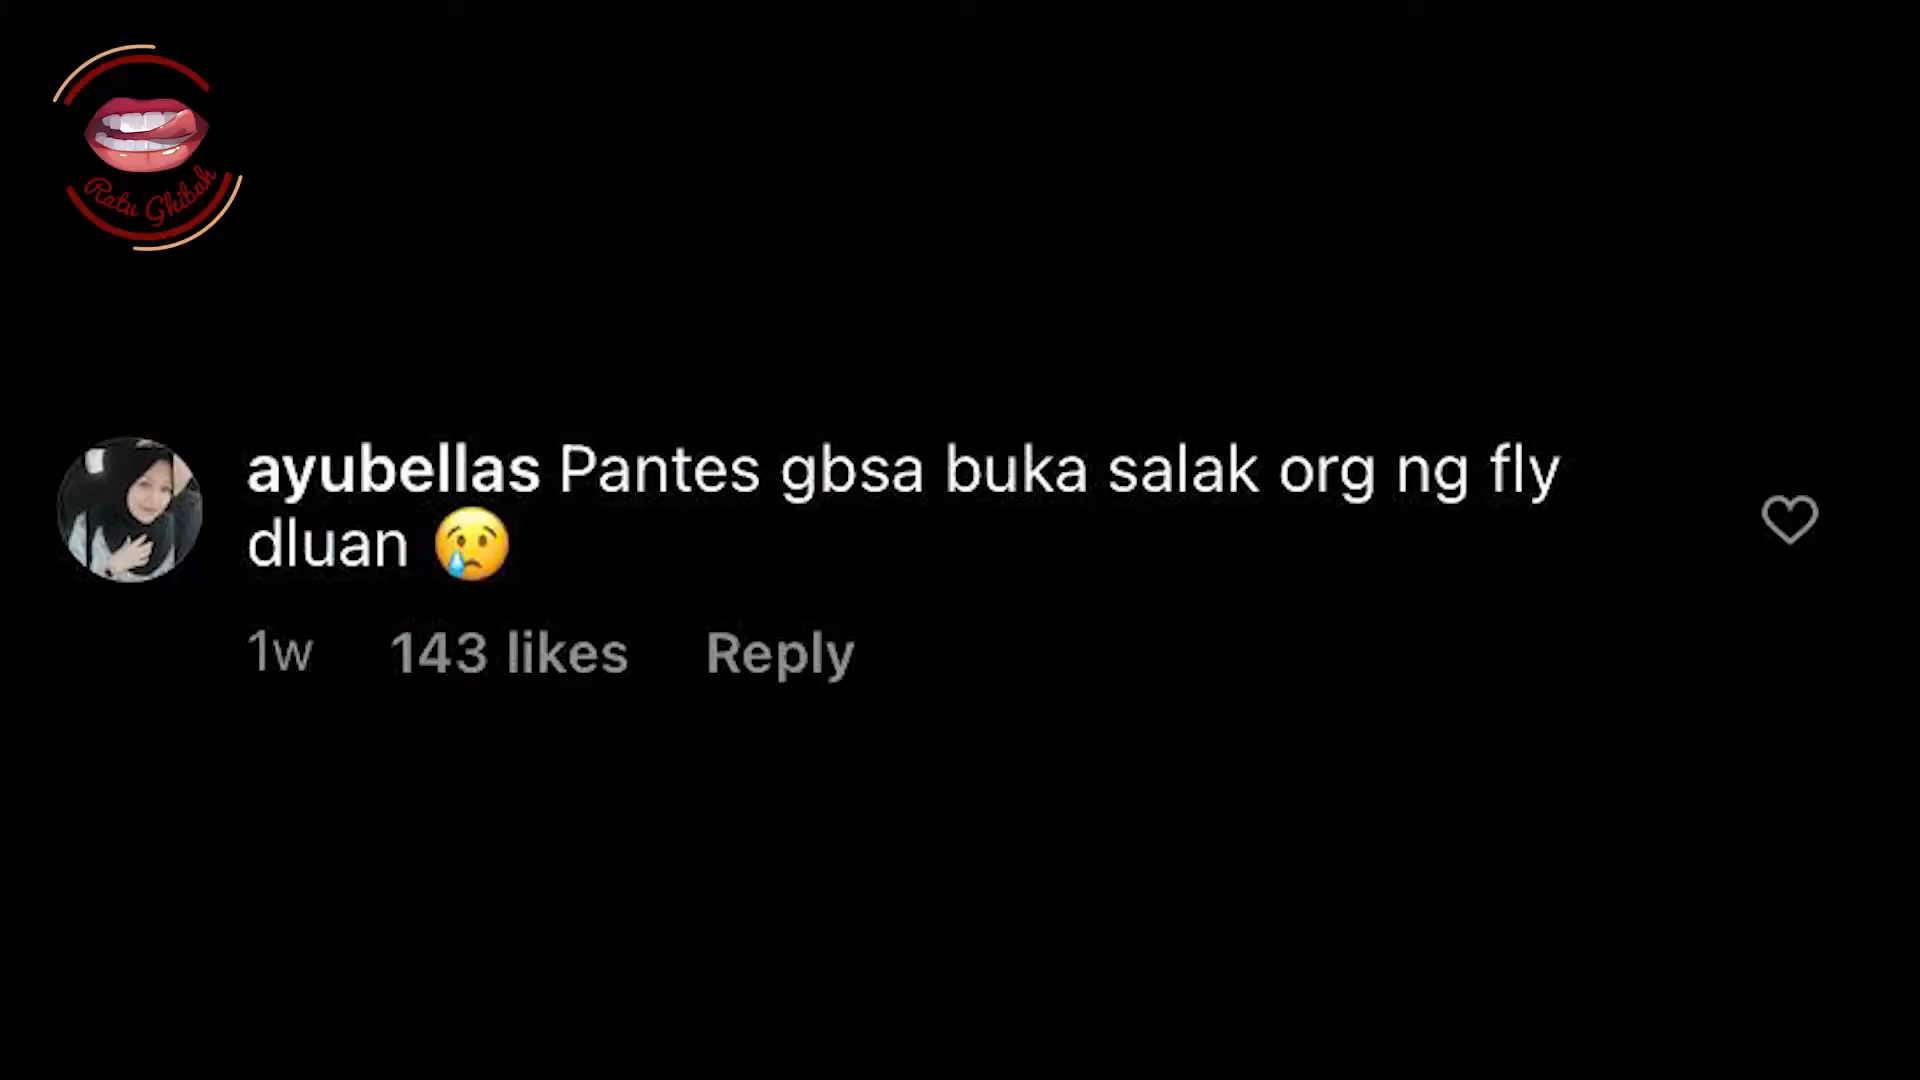 Ratu Ghibah
ayubellas Pantes gbsa buka salak org ng fly
dluan 😢
1w 143 likes Reply